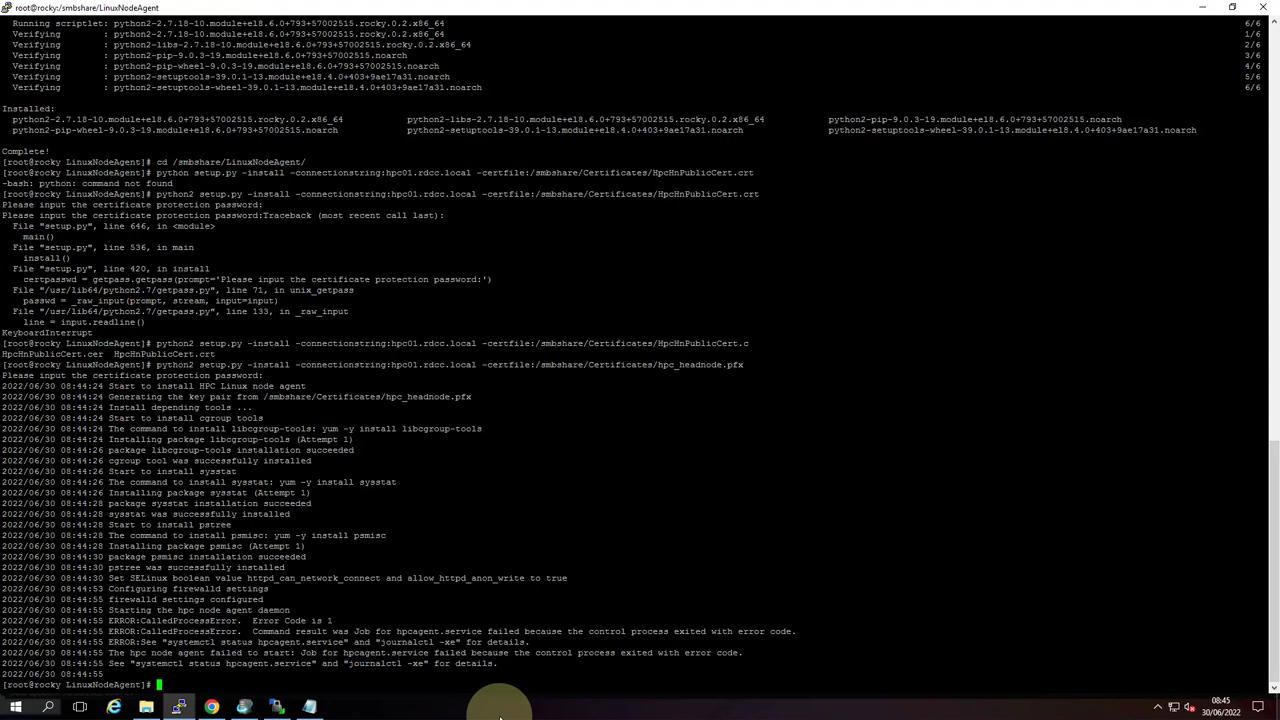 root@rocky:/smbshare/LinuxNodeAgent
Running scriptlet: python2-2.7.18-10.module+el8.6.0+793+57002515.rocky.0.2.x86_64 6/6
Verifying : python2-2.7.18-10.module+el8.6.0+793+57002515.rocky.0.2.x86_64 1/6
Verifying : python2-libs-2.7.18-10.module+el8.6.0+793+57002515.rocky.0.2.x86_64 2/6
Verifying : python2-pip-9.0.3-19.module+el8.6.0+793+57002515.noarch 3/6
Verifying : python2-pip-wheel-9.0.3-19.module+el8.6.0+793+57002515.noarch 4/6
Verifying : python2-setuptools-39.0.1-13.module+el8.4.0+403+9ae17a31.noarch 5/6
Verifying : python2-setuptools-wheel-39.0.1-13.module+el8.4.0+403+9ae17a31.noarch 6/6
Installed:
python2-2.7.18-10.module+el8.6.0+793+57002515.rocky.0.2.x86_64 python2-libs-2.7.18-10.module+el8.6.0+793+57002515.rocky.0.2.x86_64 python2-pip-9.0.3-19.module+el8.6.0+793+57002515.noarch
python2-pip-wheel-9.0.3-19.module+el8.6.0+793+57002515.noarch python2-setuptools-39.0.1-13.module+el8.4.0+403+9ae17a31.noarch python2-setuptools-wheel-39.0.1-13.module+el8.4.0+403+9ae17a31.noarch
Complete!
[root@rocky LinuxNodeAgent]# cd /smbshare/LinuxNodeAgent/
[root@rocky LinuxNodeAgent]# python setup.py -install -connectionstring:hpc01.rdcc.local -certfile:/smbshare/Certificates/HpcHnPublicCert.crt
-bash: python: command not found
[root@rocky LinuxNodeAgent]# python2 setup.py -install -connectionstring:hpc01.rdcc.local -certfile:/smbshare/Certificates/HpcHnPublicCert.crt
Please input the certificate protection password:
Please input the certificate protection password:Traceback (most recent call last):
File "setup.py", line 646, in <module>
main()
File "setup.py", line 536, in main
install()
File "setup.py", line 420, in install
certpasswd = getpass.getpass(prompt='Please input the certificate protection password:')
File "/usr/lib64/python2.7/getpass.py", line 71, in unix_getpass
passwd = _raw_input(prompt, stream, input=input)
File "/usr/lib64/python2.7/getpass.py", line 133, in _raw_input
line = input.readline()
KeyboardInterrupt
[root@rocky LinuxNodeAgent]# python2 setup.py -install -connectionstring:hpc01.rdcc.local -certfile:/smbshare/Certificates/HpcHnPublicCert.c
HpcHnPublicCert.cer HpcHnPublicCert.crt
[root@rocky LinuxNodeAgent]# python2 setup.py -install -connectionstring:hpc01.rdcc.local -certfile:/smbshare/Certificates/hpc_headnode.pfx
Please input the certificate protection password:
2022/06/30 08:44:24 Start to install HPC Linux node agent
2022/06/30 08:44:24 Generating the key pair from /smbshare/Certificates/hpc_headnode.pfx
2022/06/30 08:44:24 Install depending tools ...
2022/06/30 08:44:24 Start to install cgroup tools
2022/06/30 08:44:24 The command to install libcgroup-tools: yum -y install libcgroup-tools
2022/06/30 08:44:24 Installing package libcgroup-tools (Attempt 1)
2022/06/30 08:44:26 package libcgroup-tools installation succeeded
2022/06/30 08:44:26 cgroup tool was successfully installed
2022/06/30 08:44:26 Start to install sysstat
2022/06/30 08:44:26 The command to install sysstat: yum -y install sysstat
2022/06/30 08:44:26 Installing package sysstat (Attempt 1)
2022/06/30 08:44:28 package sysstat installation succeeded
2022/06/30 08:44:28 sysstat was successfully installed
2022/06/30 08:44:28 Start to install pstree
2022/06/30 08:44:28 The command to install psmisc: yum -y install psmisc
2022/06/30 08:44:28 Installing package psmisc (Attempt 1)
2022/06/30 08:44:30 package psmisc installation succeeded
2022/06/30 08:44:30 pstree was successfully installed
2022/06/30 08:44:30 Set SELinux boolean value httpd_can_network_connect and allow_httpd_anon_write to true
2022/06/30 08:44:53 Configuring firewalld settings
2022/06/30 08:44:55 firewalld settings configured
2022/06/30 08:44:55 Starting the hpc node agent daemon
2022/06/30 08:44:55 ERROR:CalledProcessError. Error Code is 1
2022/06/30 08:44:55 ERROR:CalledProcessError. Command result was Job for hpcagent.service failed because the control process exited with error code.
2022/06/30 08:44:55 ERROR:See "systemctl status hpcagent.service" and "journalctl -xe" for details.
2022/06/30 08:44:55 The hpc node agent failed to start: Job for hpcagent.service failed because the control process exited with error code.
2022/06/30 08:44:55 See "systemctl status hpcagent.service" and "journalctl -xe" for details.
2022/06/30 08:44:55
[root@rocky LinuxNodeAgent]#
08:45
30/06/2022